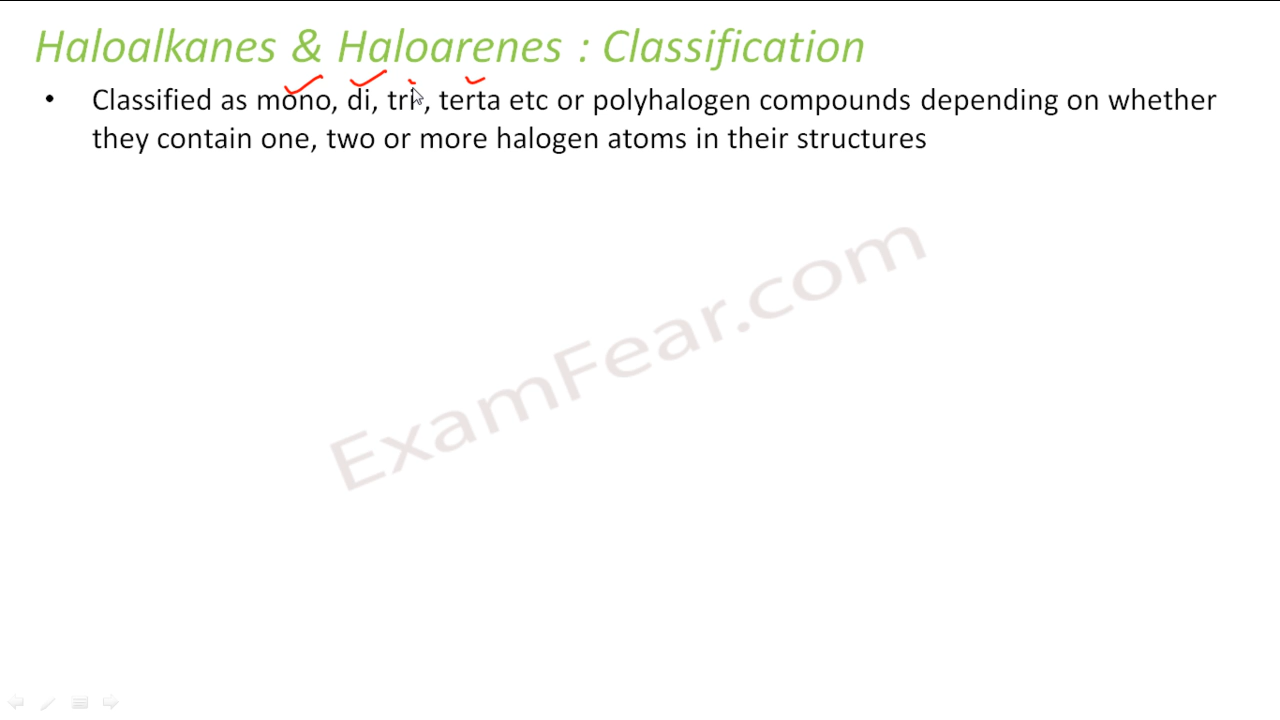 Haloalkanes & Haloarenes : Classification
• Classified as mono, di, tri, terta etc or polyhalogen compounds depending on whether
they contain one, two or more halogen atoms in their structures
ExamFear.com